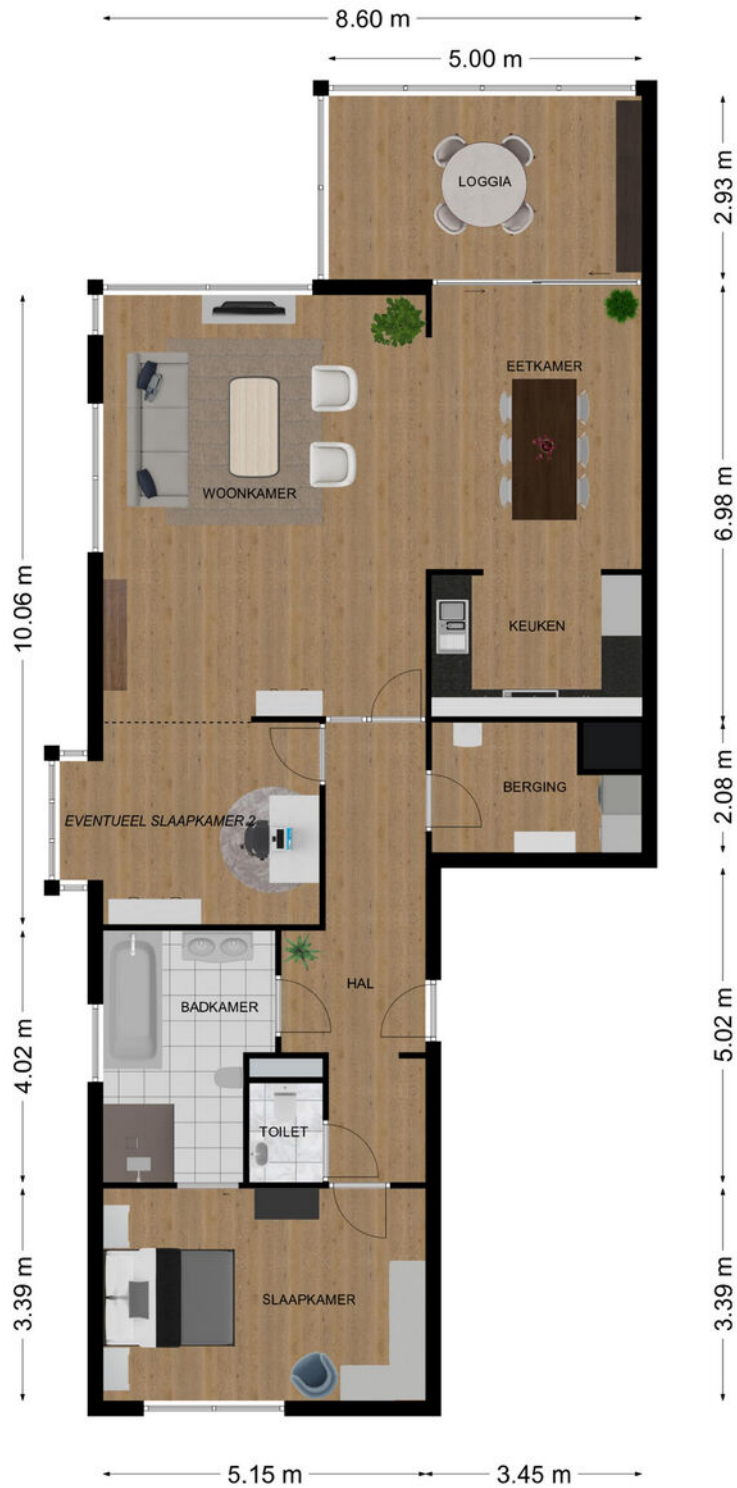 8.60 m
5.00 m
LOGGIA
2.93 m
EETKAMER
WOONKAMER
6.98 m
10.06 m
KEUKEN
BERGING
2.08 m
EVENTUEEL SLAAPKAMER 2
HAL
BADKAMER
5.02 m
4.02 m
TOILET
SLAAPKAMER
3.39 m
3.39 m
5.15 m
3.45 m